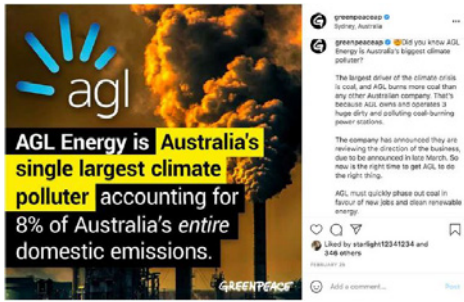 agl
AGL Energy is Australia's
single largest climate
polluter accounting for
8% of Australia's entire
domestic emissions.
GREENPEACE
greenpeaceap
Sydney, Australia
greenpeaceap 🤔Did you know AGL
Energy is Australia's biggest climate
polluter?
The largest driver of the climate crisis
is coal, and AGL burns more coal than
any other Australian company. That's
because AGL owns and operates 3
huge dirty and polluting coal-burning
power stations.
The company has announced they are
reviewing the direction of the business,
due to be announced in late March. So
now is the right time to get AGL to do
the right thing.
AGL must quickly phase out coal in
favour of new jobs and clean renewable
energy.
Liked by starlight12341234 and
346 others
FEBRUARY
Add a comment...
Post